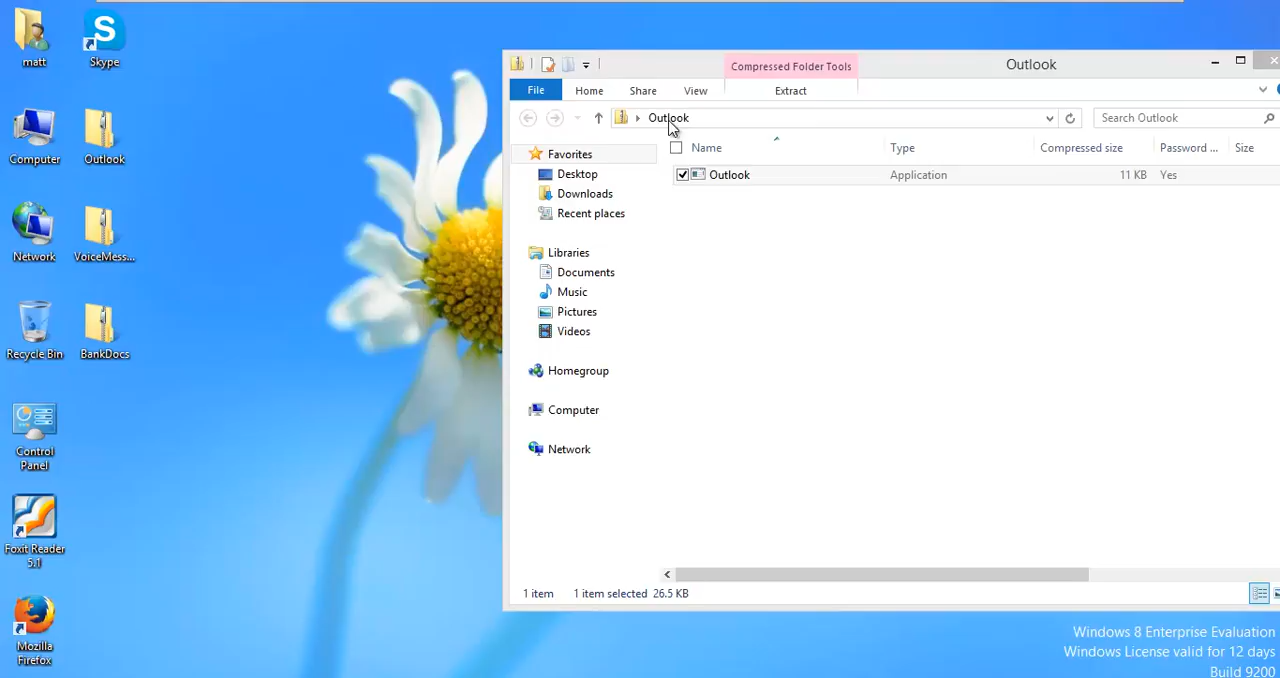 matt
Skype
Computer
Outlook
Network
VoiceMess...
Recycle Bin
BankDocs
Control
Panel
Foxit Reader
5.1
Mozilla
Firefox
Compressed Folder Tools
Outlook
File
Home
Share
View
Extract
Outlook
Search Outlook
Favorites
Desktop
Downloads
Recent places
Libraries
Documents
Music
Pictures
Videos
Homegroup
Computer
Network
Name Type Compressed size Password ... Size
Outlook Application 11 KB Yes
1 item 1 item selected 26.5 KB
Windows 8 Enterprise Evaluation
Windows License valid for 12 days
Build 9200